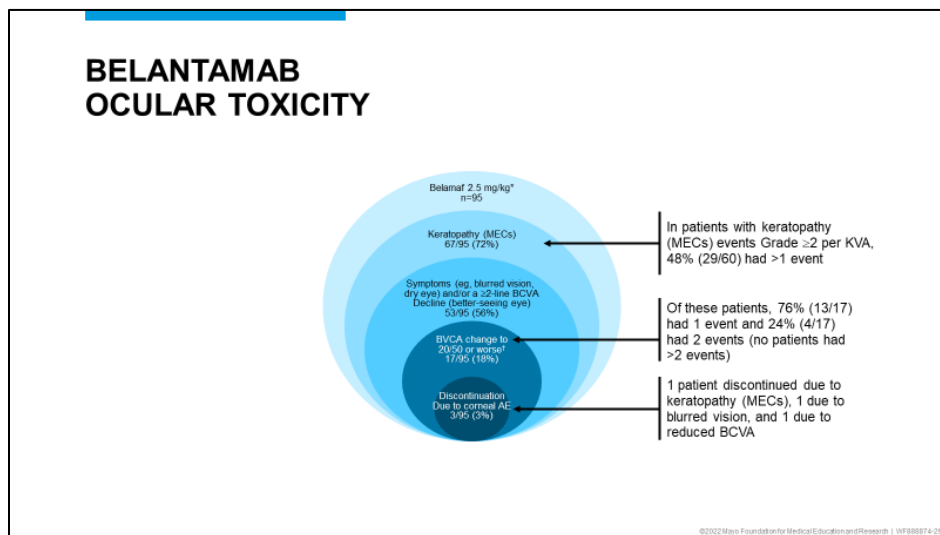 BELANTAMAB
OCULAR TOXICITY
Belamaf 2.5 mg/kg*
n=95
Keratopathy (MECs)
67/95 (72%)
Symptoms (eg, blurred vision,
dry eye) and/or a ≥2-line BCVA
Decline (better-seeing eye)
53/95 (56%)
BVCA change to
20/50 or worse†
17/95 (18%)
Discontinuation
Due to corneal AE
3/95 (3%)
In patients with keratopathy
(MECs) events Grade ≥2 per KVA,
48% (29/60) had >1 event
Of these patients, 76% (13/17)
had 1 event and 24% (4/17)
had 2 events (no patients had
>2 events)
1 patient discontinued due to
keratopathy (MECs), 1 due to
blurred vision, and 1 due to
reduced BCVA
©2022 Mayo Foundation for Medical Education and Research |